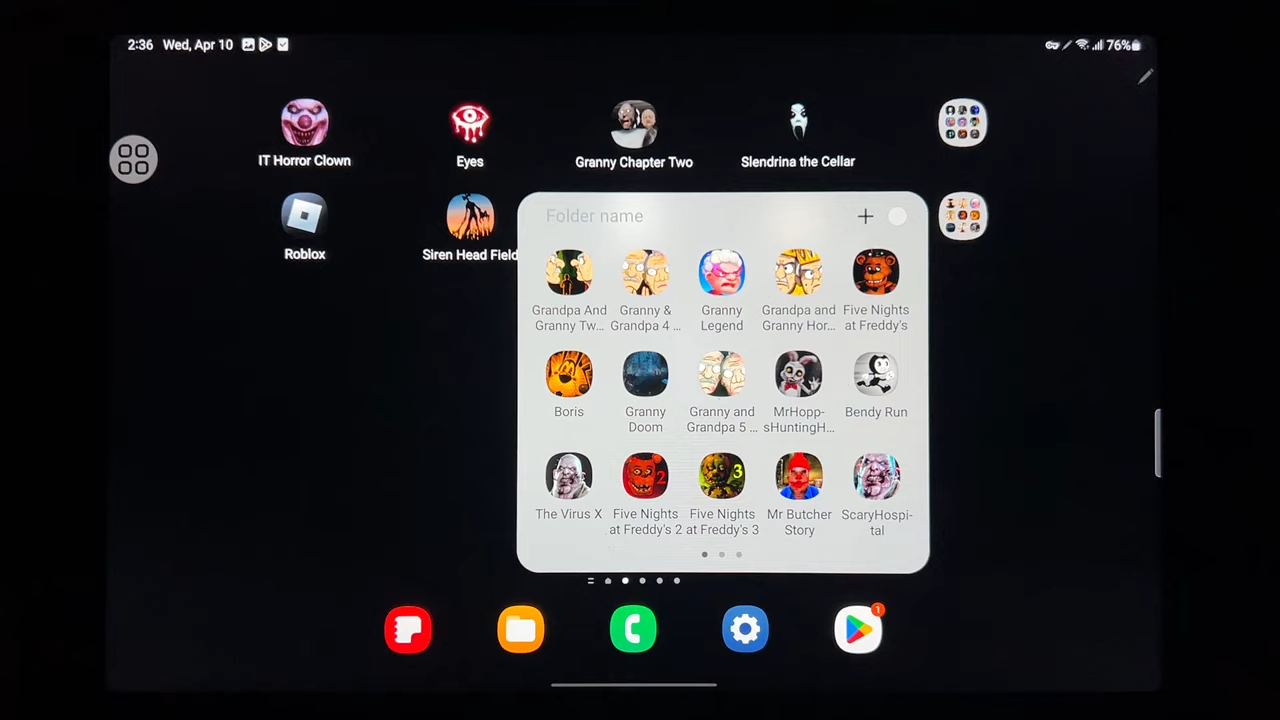 2:36 Wed, Apr 10
76%
IT Horror Clown
Eyes
Granny Chapter Two
Slendrina the Cellar
Roblox
Siren Head Field
Folder name
Grandpa And
Granny Tw...
Granny &
Grandpa 4 ...
Granny
Legend
Grandpa and
Granny Hor...
Five Nights
at Freddy's
Boris
Granny
Doom
Granny and
Grandpa 5 ...
MrHopp-
sHuntingH...
Bendy Run
2
3
The Virus X
Five Nights
at Freddy's 2
Five Nights
at Freddy's 3
Mr Butcher
Story
ScaryHospi-
tal
1